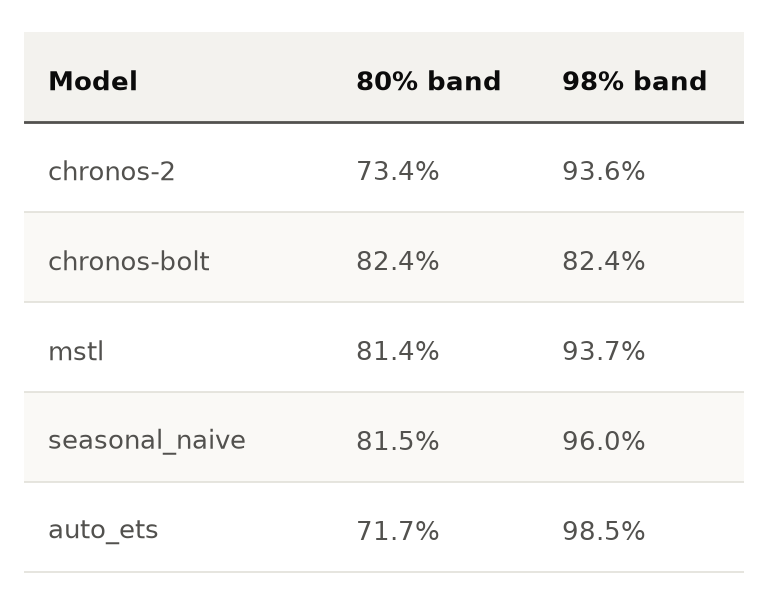 Model 80% band 98% band
chronos-2 73.4% 93.6%
chronos-bolt 82.4% 82.4%
mstl 81.4% 93.7%
seasonal_naive 81.5% 96.0%
auto_ets 71.7% 98.5%